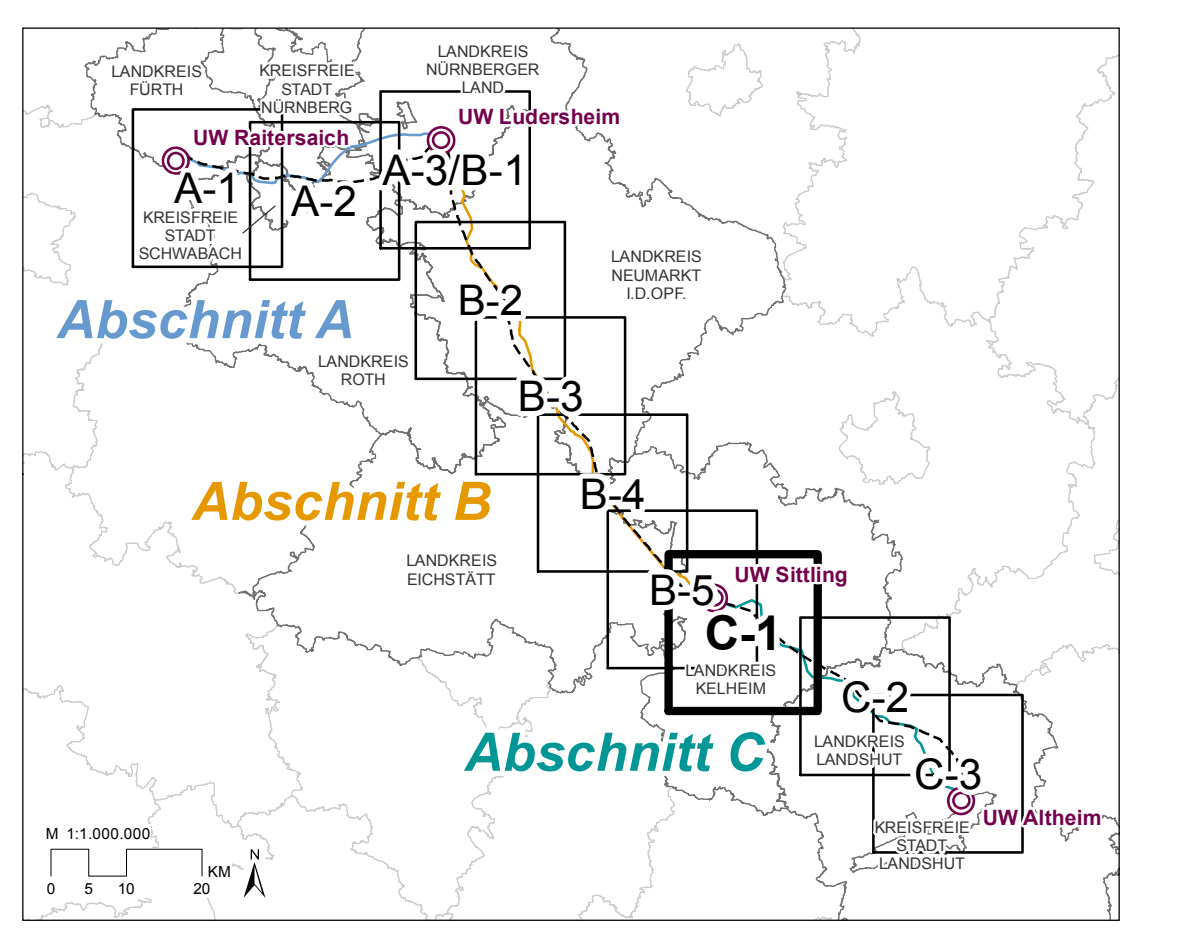 LANDKREIS
FÜRTH
KREISFREIE
STADT
NÜRNBERG
LANDKREIS
NÜRNBERGER
LAND
UW Raitersaich
UW Ludersheim
A-1
A-2
A-3/B-1
KREISFREIE
STADT
SCHWABACH
LANDKREIS
NEUMARKT
I.D.OPF.
Abschnitt A
B-2
LANDKREIS
ROTH
B-3
Abschnitt B
B-4
LANDKREIS
EICHSTÄTT
UW Sittling
B-5
C-1
LANDKREIS
KELHEIM
C-2
Abschnitt C
LANDKREIS
LANDSHUT
C-3
UW Altheim
KREISFREIE
STADT
LANDSHUT
M 1:1.000.000
KM
0 5 10 20
N